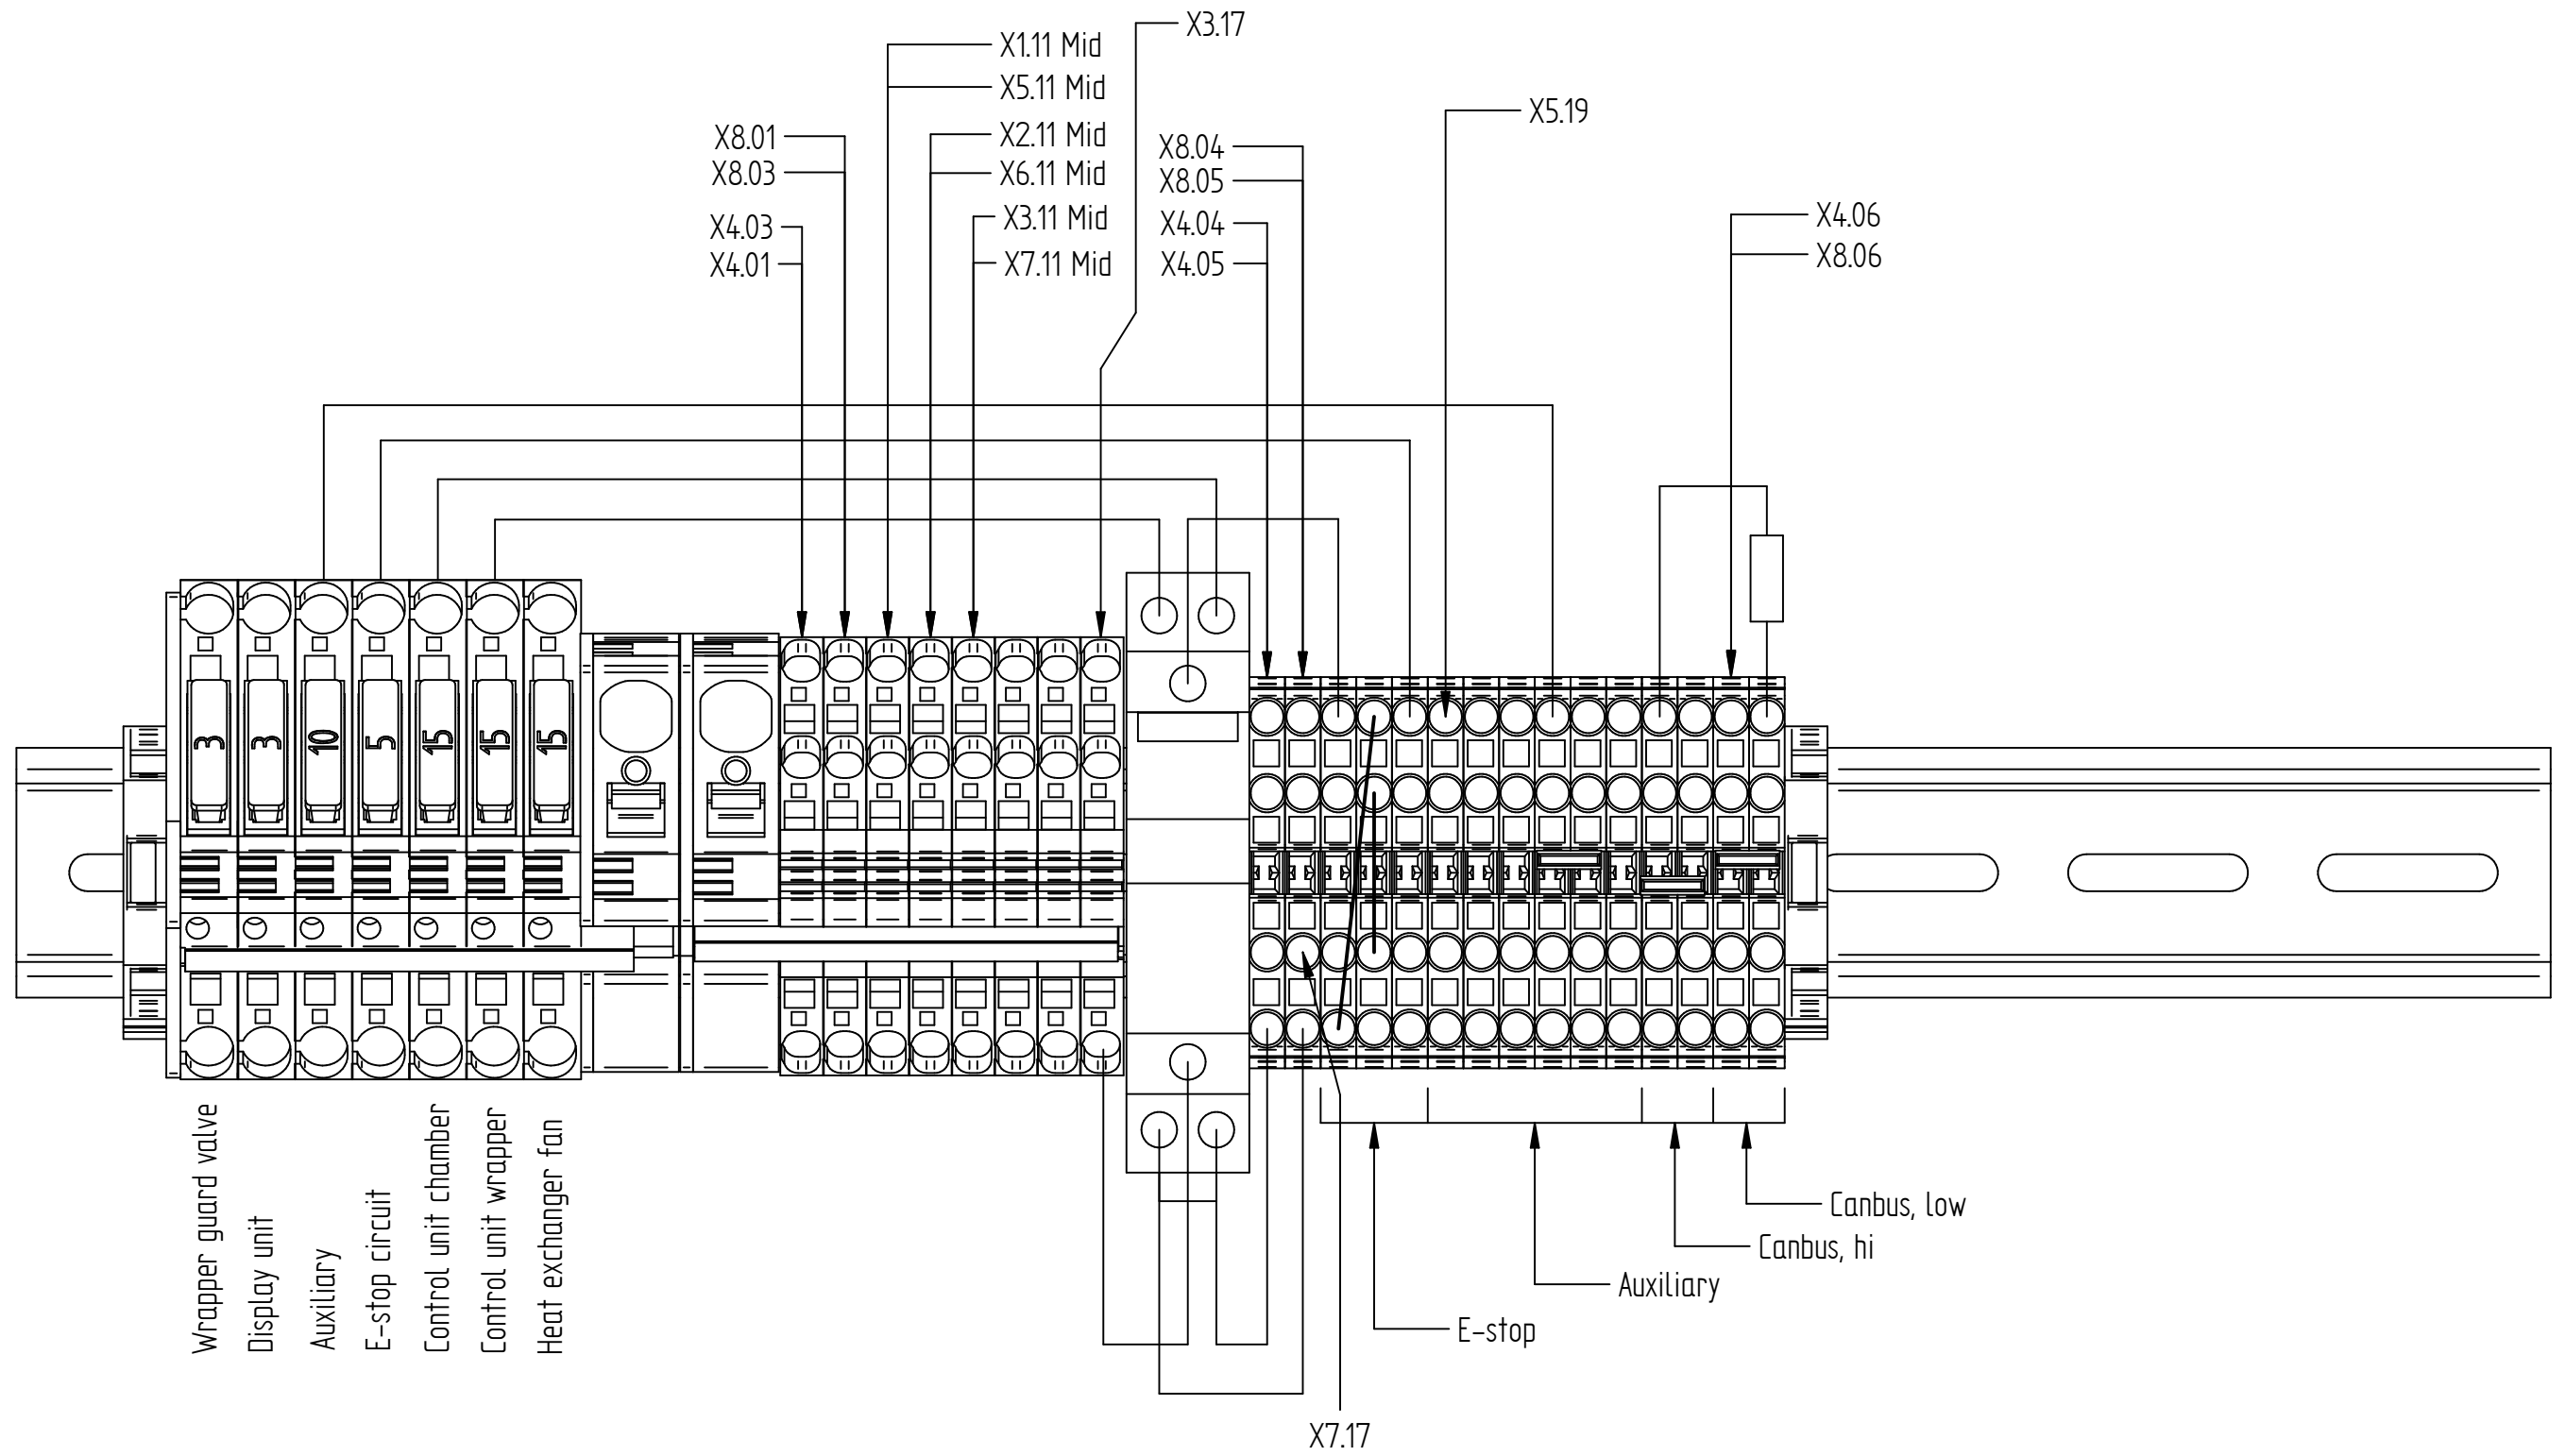 X3.17
X1.11 Mid
X5.11 Mid
X5.19
X8.01
X2.11 Mid
X8.04
X8.03
X6.11 Mid
X8.05
X4.03
X3.11 Mid
X4.04
X4.06
X4.01
X7.11 Mid
X4.05
X8.06
3
3
10
5
15
15
15
Wrapper guard valve
Display unit
Auxiliary
E-stop circuit
Control unit chamber
Control unit wrapper
Heat exchanger fan
Canbus, low
Canbus, hi
Auxiliary
E-stop
X7.17